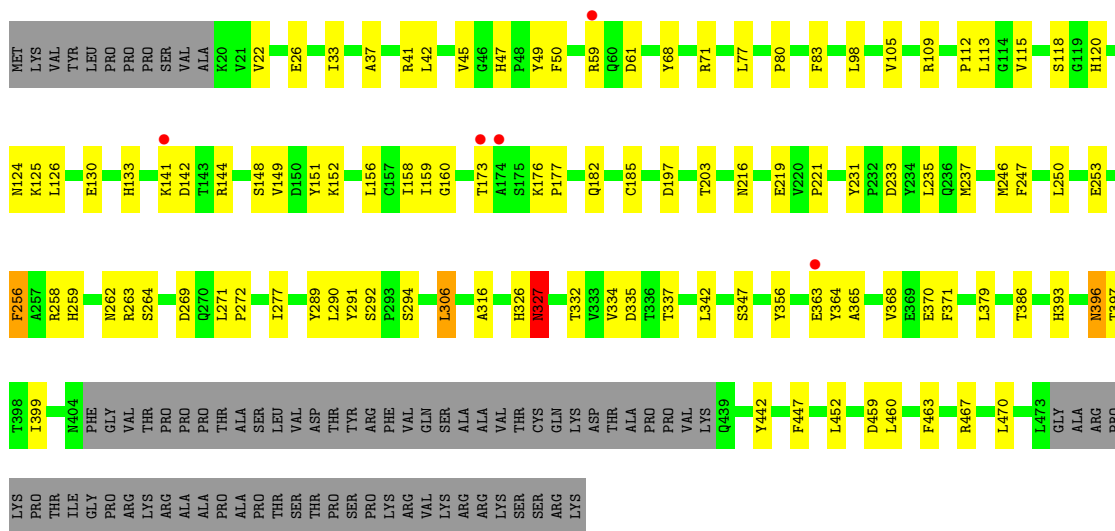 MET LYS VAL TYR LEU PRO PRO PRO SER VAL ALA K20 V21 V22 E26 I33 A37 R41 L42 V45 G46 H47 P48 Y49 F50 R59 Q60 D61 Y68 R71 L77 P80 F83 L98 V105 R109 P112 L113 G114 V115 S118 G119 H120
N124 K125 L126 E130 H133 K141 D142 T143 R144 S148 V149 D150 Y151 K152 L156 C157 I158 I159 G160 T173 A174 S175 K176 P177 Q182 C185 D197 T203 N216 E219 V220 P221 Y231 P232 D233 Y234 L235 Q236 M237 M246 F247 L250 E253
F256 A257 R258 H259 N262 R263 S264 D269 Q270 L271 P272 I277 Y289 L290 Y291 S292 P293 S294 L306 A316 H326 N327 T332 V333 V334 D335 T336 T337 L342 S347 Y356 E363 Y364 A365 V368 E369 E370 F371 L379 T386 H393 N396 T397
T398 I399 N404 PHE GLY VAL THR PRO PRO PRO THR ALA SER LEU VAL ASP THR TYR ARG PHE VAL GLN SER ALA ALA VAL THR CYS GLN LYS ASP THR ALA PRO PRO VAL LYS Q439 Y442 F447 L452 D459 L460 F463 R467 L470 L473 GLY ALA ARG PRO
LYS PRO THR ILE GLY PRO ARG LYS ARG ALA ALA PRO ALA PRO THR SER THR PRO SER PRO LYS ARG VAL LYS ARG ARG LYS SER SER ARG LYS